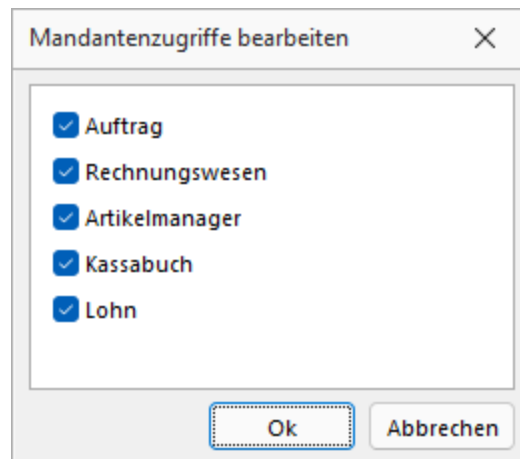 Mandantenzugriffe bearbeiten
Auftrag
Rechnungswesen
Artikelmanager
Kassabuch
Lohn
Ok Abbrechen